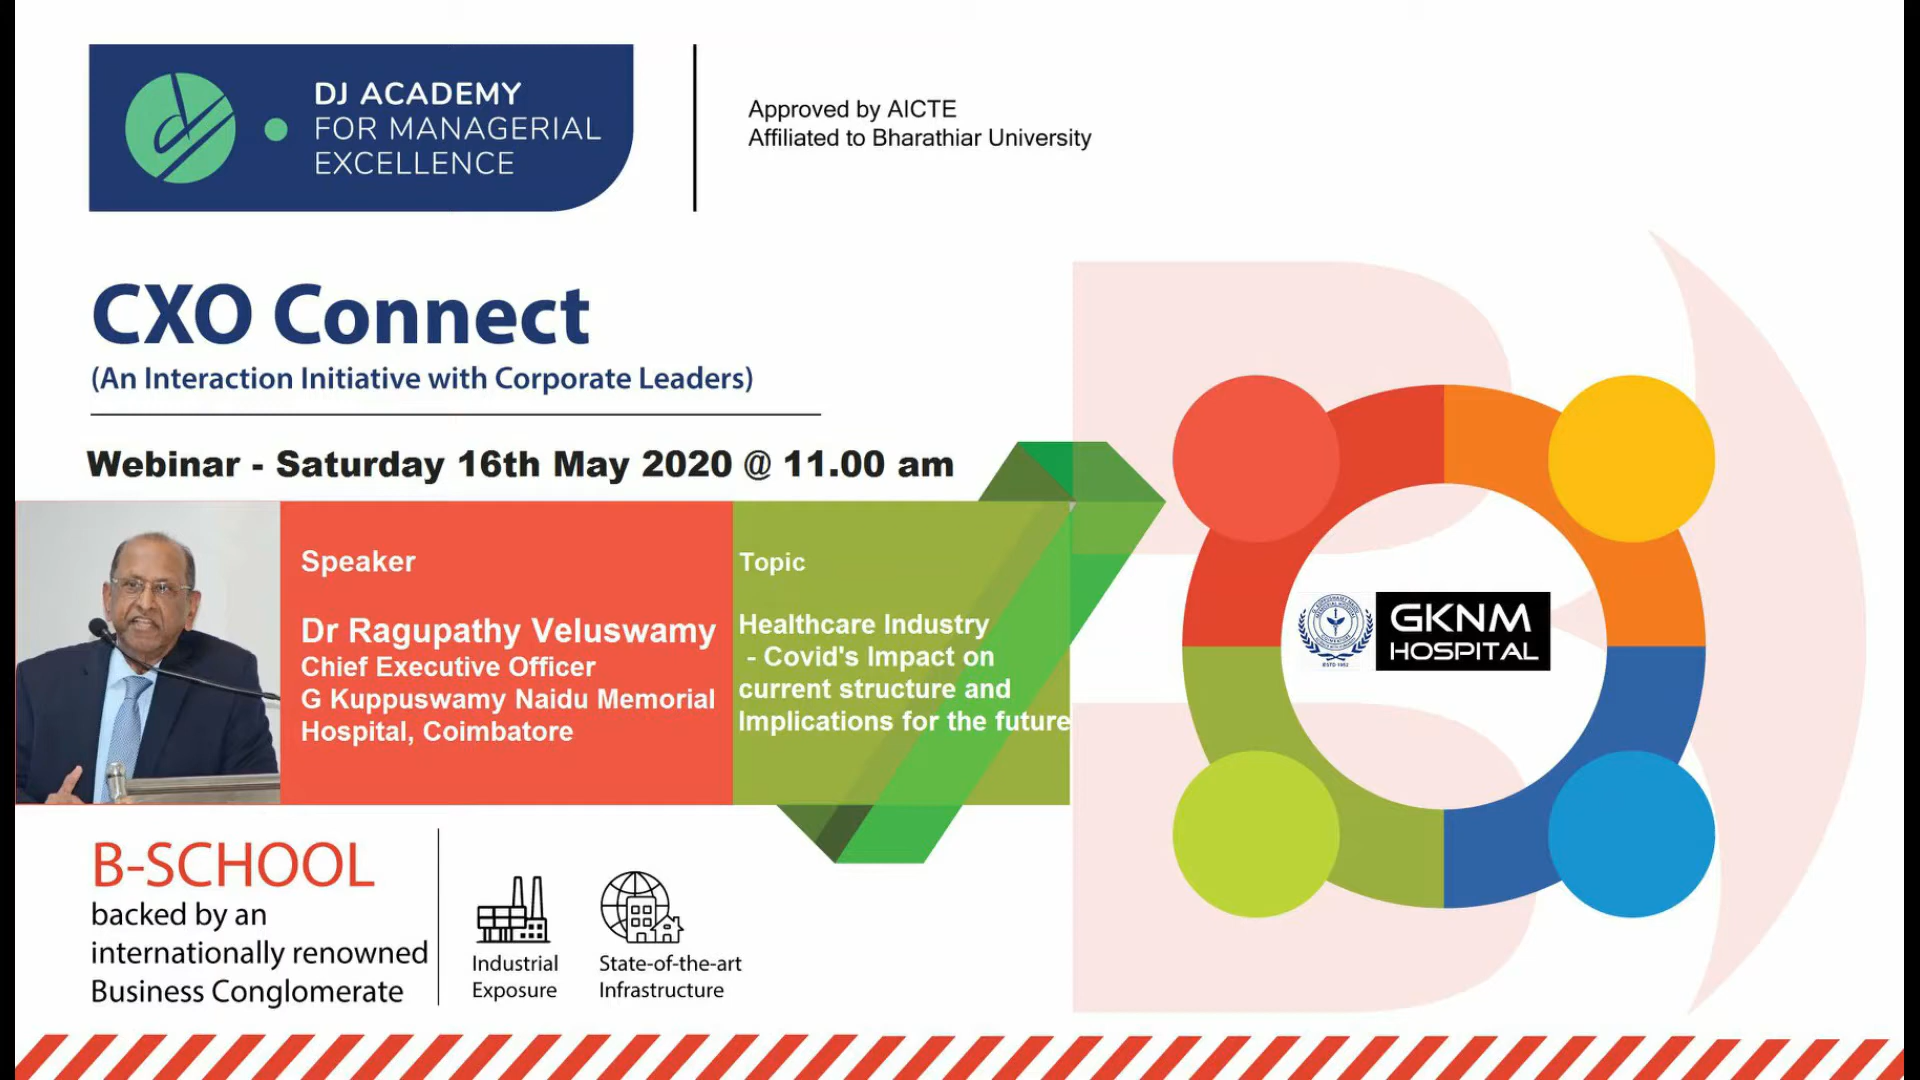 DJ ACADEMY
FOR MANAGERIAL
EXCELLENCE
Approved by AICTE
Affiliated to Bharathiar University
CXO Connect
(An Interaction Initiative with Corporate Leaders)
Webinar - Saturday 16th May 2020 @ 11.00 am
Speaker
Dr Ragupathy Veluswamy
Chief Executive Officer
G Kuppuswamy Naidu Memorial
Hospital, Coimbatore
Topic
Healthcare Industry
- Covid's Impact on
current structure and
Implications for the future
GKNM
HOSPITAL
B-SCHOOL
backed by an
internationally renowned
Business Conglomerate
Industrial
Exposure
State-of-the-art
Infrastructure